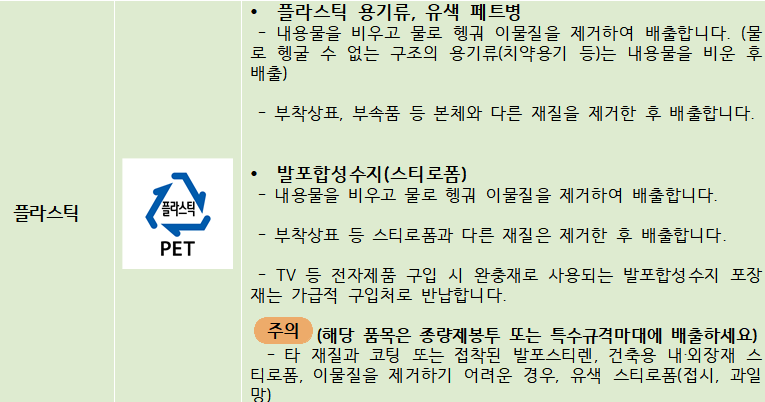 플라스틱
플라스틱
PET
• 플라스틱 용기류, 유색 페트병
- 내용물을 비우고 물로 헹궈 이물질을 제거하여 배출합니다. (물
로 헹굴 수 없는 구조의 용기류(치약용기 등)는 내용물을 비운 후
배출)
- 부착상표, 부속품 등 본체와 다른 재질을 제거한 후 배출합니다.
• 발포합성수지(스티로폼)
- 내용물을 비우고 물로 헹궈 이물질을 제거하여 배출합니다.
- 부착상표 등 스티로폼과 다른 재질은 제거한 후 배출합니다.
- TV 등 전자제품 구입 시 완충재로 사용되는 발포합성수지 포장
재는 가급적 구입처로 반납합니다.
주의 (해당 품목은 종량제봉투 또는 특수규격마대에 배출하세요)
- 타 재질과 코팅 또는 접착된 발포스티렌, 건축용 내·외장재 스
티로폼, 이물질을 제거하기 어려운 경우, 유색 스티로폼(접시, 과일
망)